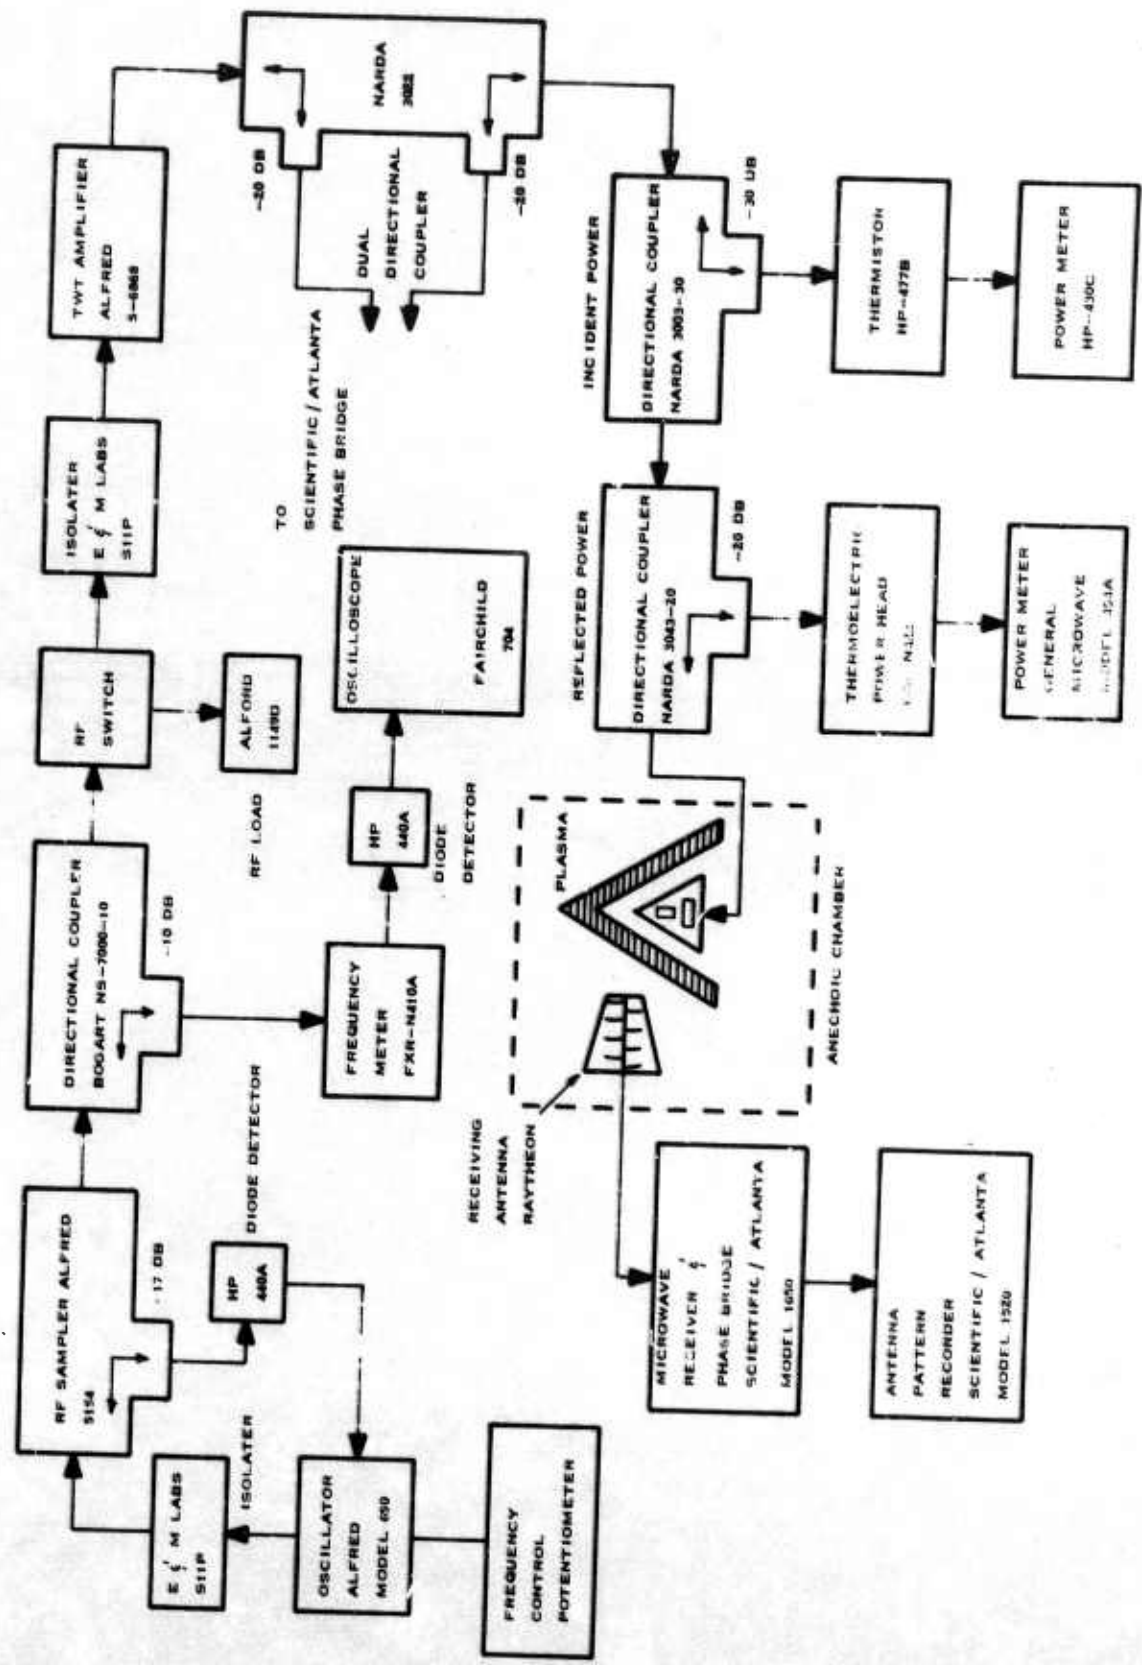 FREQUENCY
CONTROL
POTENTIOMETER
OSCILLATOR
ALFRED
MODEL 650
E & M LABS
S11P
ISOLATER
RF SAMPLER ALFRED
5154
-17 DB
HP
440A
DIODE DETECTOR
DIRECTIONAL COUPLER
BOGART NS-7000-10
-10 DB
FREQUENCY
METER
FXR-N410A
HP
440A
DIODE
DETECTOR
OSCILLOSCOPE
FAIRCHILD
704
RF
SWITCH
ALFORD
1149D
RF LOAD
ISOLATER
E & M LABS
S11P
TWT AMPLIFIER
ALFRED
5-6868
NARDA
3022
-20 DB
-20 DB
DUAL
DIRECTIONAL
COUPLER
TO
SCIENTIFIC/ATLANTA
PHASE BRIDGE
INCIDENT POWER
DIRECTIONAL COUPLER
NARDA 3003-30
-30 DB
THERMISTOR
HP-477B
POWER METER
HP-430C
REFLECTED POWER
DIRECTIONAL COUPLER
NARDA 3043-20
-20 DB
THERMOELECTRIC
POWER HEAD
POWER METER
GENERAL
MICROWAVE
MODEL
PLASMA
ANECHOIC CHAMBER
RECEIVING
ANTENNA
RAYTHEON
MICROWAVE
RECEIVER &
PHASE BRIDGE
SCIENTIFIC/ATLANTA
MODEL 1650
ANTENNA
PATTERN
RECORDER
SCIENTIFIC/ATLANTA
MODEL 1520